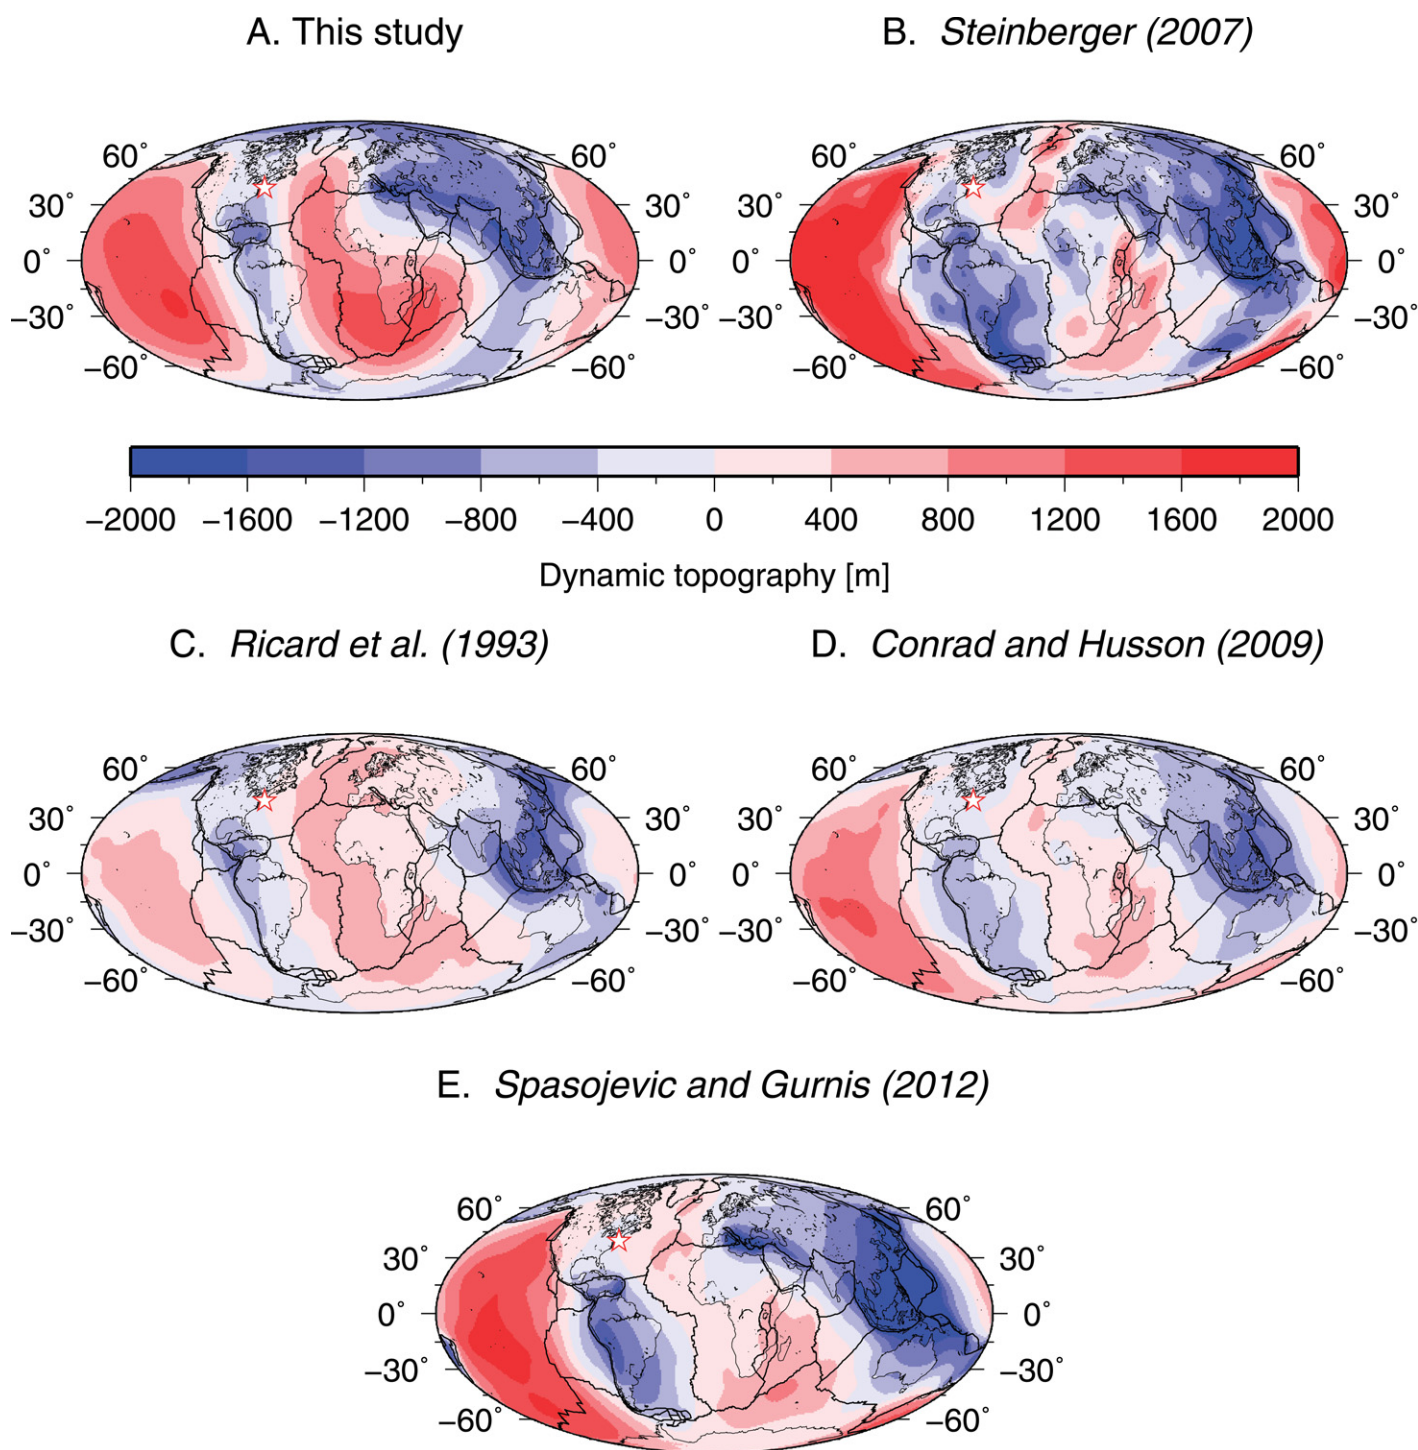 A. This study
B. Steinberger (2007)
60˚ 60˚ 60˚ 60˚
30˚ 30˚ 30˚ 30˚
0˚ 0˚ 0˚ 0˚
−30˚ −30˚ −30˚ −30˚
−60˚ −60˚ −60˚ −60˚
−2000 −1600 −1200 −800 −400 0 400 800 1200 1600 2000
Dynamic topography [m]
C. Ricard et al. (1993)
D. Conrad and Husson (2009)
60˚ 60˚ 60˚ 60˚
30˚ 30˚ 30˚ 30˚
0˚ 0˚ 0˚ 0˚
−30˚ −30˚ −30˚ −30˚
−60˚ −60˚ −60˚ −60˚
E. Spasojevic and Gurnis (2012)
60˚ 60˚
30˚ 30˚
0˚ 0˚
−30˚ −30˚
−60˚ −60˚